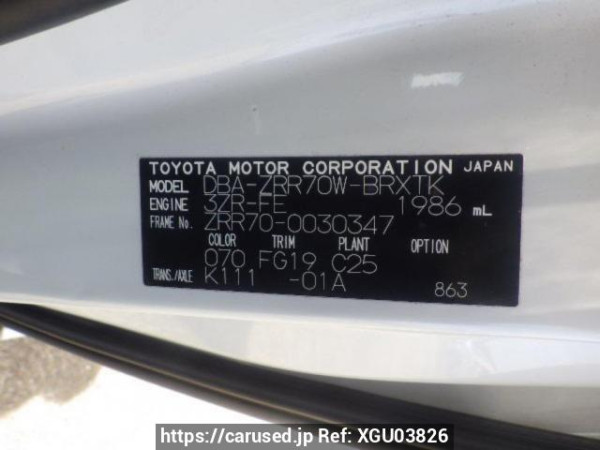 TOYOTA MOTOR CORPORATION JAPAN
MODEL DBA-ZRR70W-BRXTK
ENGINE 3ZR-FE 1986 mL
FRAME No. ZRR70-0030347
COLOR TRIM PLANT OPTION
070 FG19 C25
TRANS./AXLE K111 -01A 863
https://carused.jp Ref: XGU03826